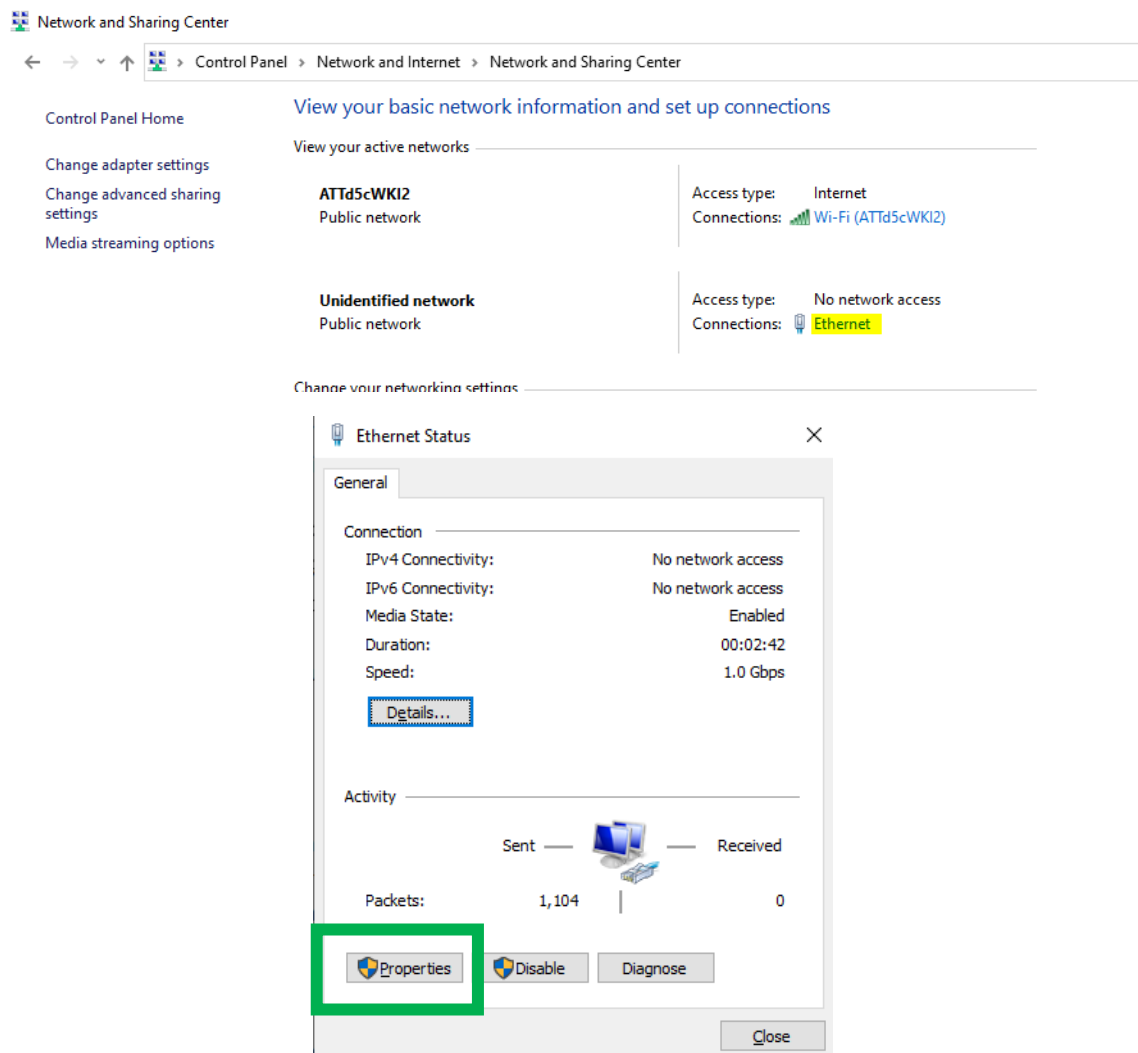 Network and Sharing Center
Control Panel > Network and Internet > Network and Sharing Center
Control Panel Home
Change adapter settings
Change advanced sharing
settings
Media streaming options
View your basic network information and set up connections
View your active networks
ATTd5cWKI2
Public network
Access type: Internet
Connections: Wi-Fi (ATTd5cWKI2)
Unidentified network
Public network
Access type: No network access
Connections: Ethernet
Change your networking settings
Ethernet Status
General
Connection
IPv4 Connectivity: No network access
IPv6 Connectivity: No network access
Media State: Enabled
Duration: 00:02:42
Speed: 1.0 Gbps
Details...
Activity
Sent — — Received
Packets: 1,104 | 0
Properties Disable Diagnose
Close